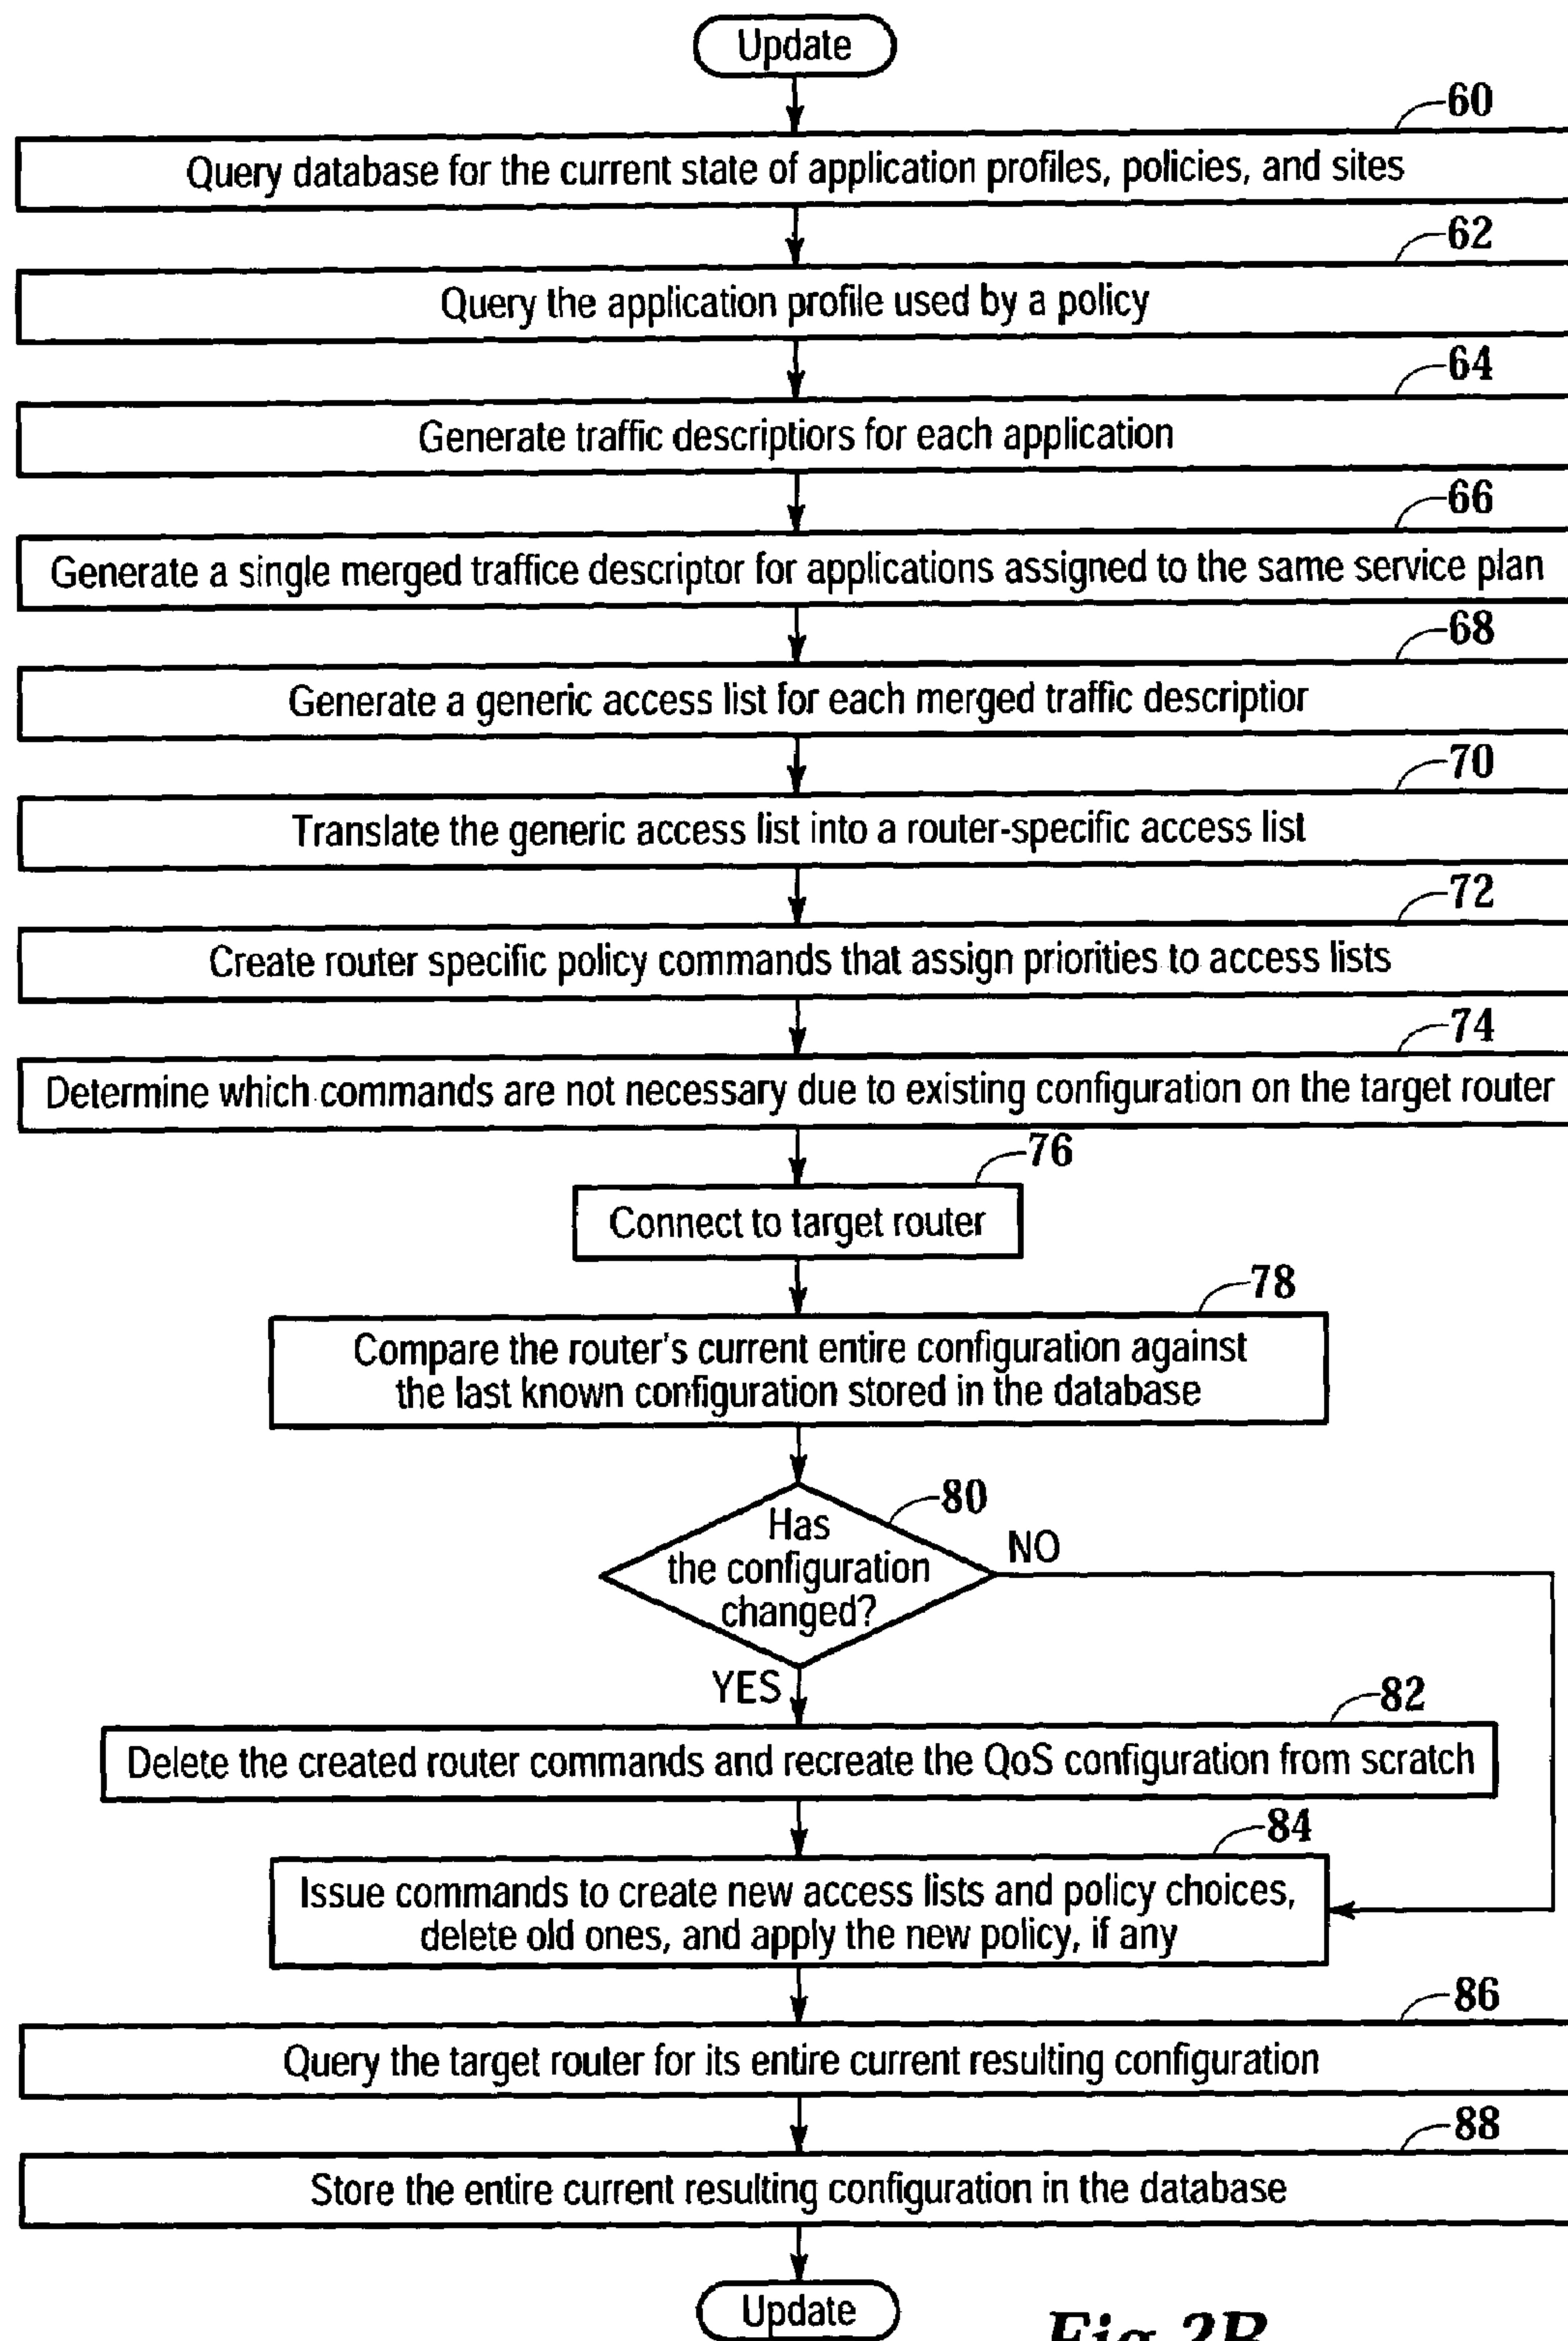 Update
60
Query database for the current state of application profiles, policies, and sites
62
Query the application profile used by a policy
64
Generate traffic descriptiors for each application
66
Generate a single merged traffice descriptor for applications assigned to the same service plan
68
Generate a generic access list for each merged traffic descriptior
70
Translate the generic access list into a router-specific access list
72
Create router specific policy commands that assign priorities to access lists
74
Determine which commands are not necessary due to existing configuration on the target router
76
Connect to target router
78
Compare the router's current entire configuration against
the last known configuration stored in the database
80
Has
the configuration
changed?
NO
YES
82
Delete the created router commands and recreate the QoS configuration from scratch
84
Issue commands to create new access lists and policy choices,
delete old ones, and apply the new policy, if any
86
Query the target router for its entire current resulting configuration
88
Store the entire current resulting configuration in the database
Update
Fig 2B